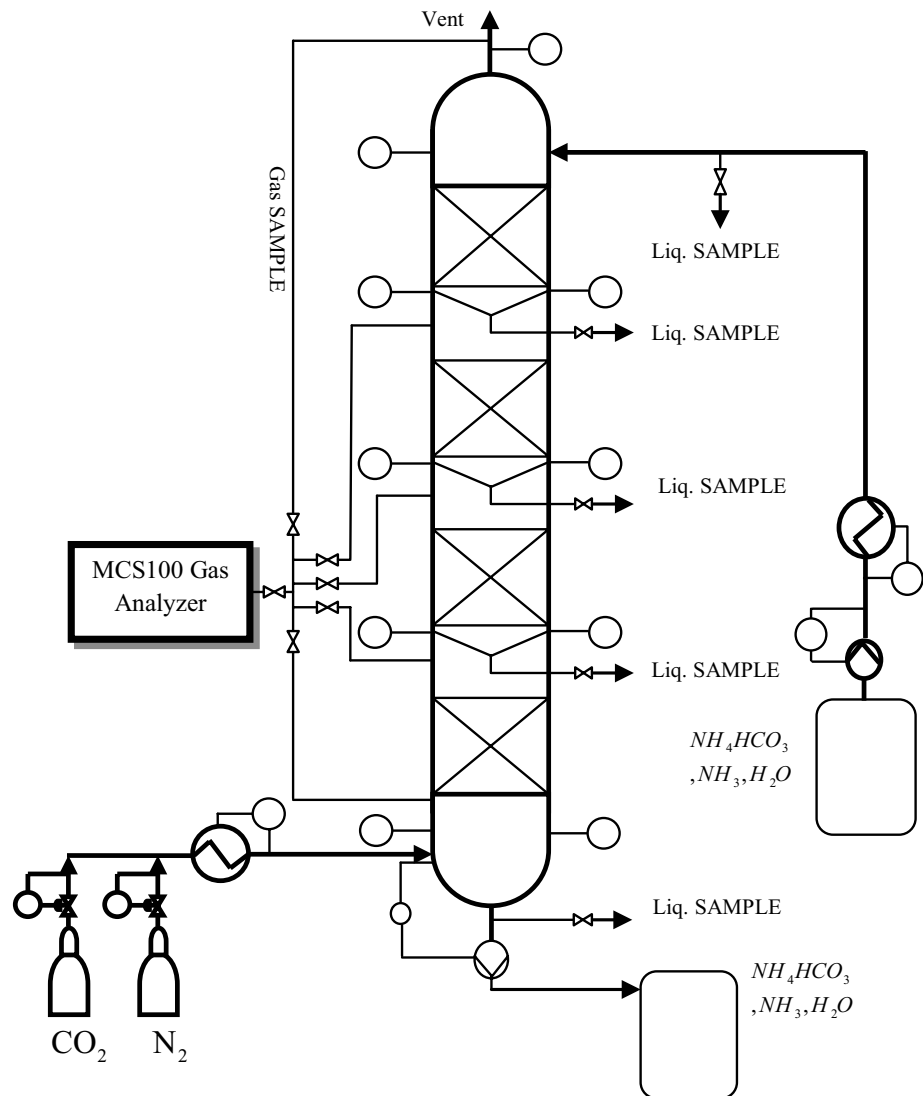 Vent
Gas SAMPLE
Liq. SAMPLE
Liq. SAMPLE
Liq. SAMPLE
MCS100 Gas
Analyzer
Liq. SAMPLE
NH₄HCO₃
,NH₃,H₂O
Liq. SAMPLE
NH₄HCO₃
,NH₃,H₂O
CO₂
N₂